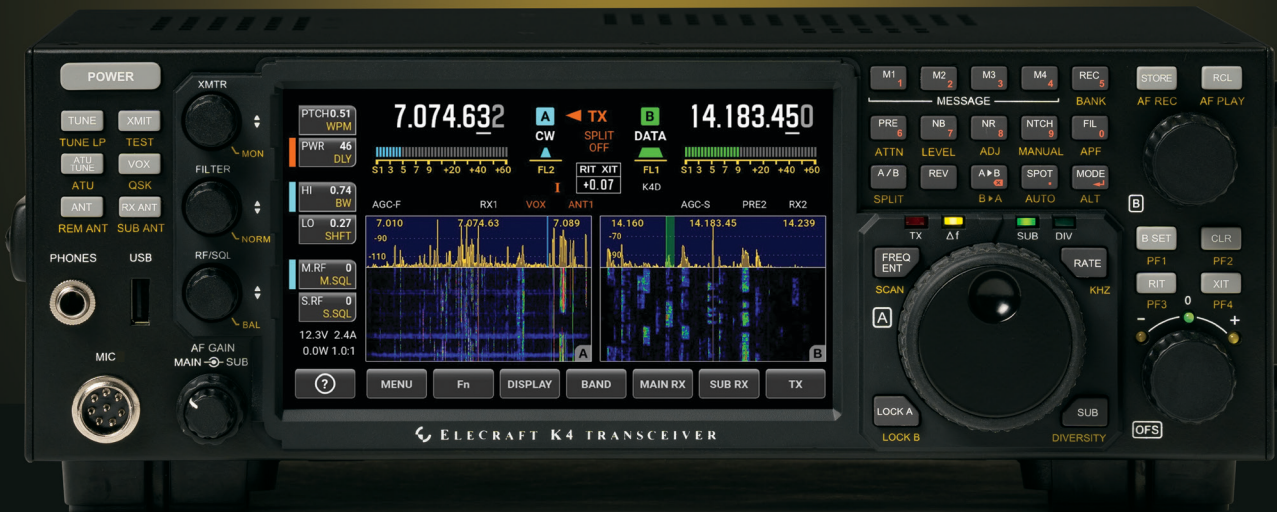 POWER
TUNE
XMIT
TUNE LP
TEST
ATU TUNE
VOX
ATU
QSK
ANT
RX ANT
REM ANT
SUB ANT
PHONES
USB
MIC
XMTR
MON
FILTER
NORM
RF/SQL
BAL
AF GAIN
MAIN SUB
PTCH 0.51
WPM
PWR 46
DLY
HI 0.74
BW
LO 0.27
SHFT
M.RF 0
M.SQL
S.RF 0
S.SQL
12.3V 2.4A
0.0W 1.0:1
7.074.632
A
TX
B
14.183.450
CW
SPLIT
OFF
DATA
S1 3 5 7 9 +20 +40 +60
FL2
RIT XIT
+0.07
FL1
K4D
S1 3 5 7 9 +20 +40 +60
I
AGC-F
RX1
VOX
ANT1
AGC-S
PRE2
RX2
7.010
7.074.63
7.089
-90
-110
A
14.160
14.183.45
14.239
-70
-90
B
?
MENU
Fn
DISPLAY
BAND
MAIN RX
SUB RX
TX
ELECRAFT K4 TRANSCEIVER
M1 1
M2 2
M3 3
M4 4
REC 5
MESSAGE
BANK
PRE 6
NB 7
NR 8
NTCH 9
FIL 0
ATTN
LEVEL
ADJ
MANUAL
APF
A/B
REV
A▶B
SPOT .
MODE
SPLIT
B▶A
AUTO
ALT
TX
Δf
SUB
DIV
FREQ ENT
RATE
SCAN
KHZ
A
LOCK A
SUB
LOCK B
DIVERSITY
STORE
RCL
AF REC
AF PLAY
B
B SET
CLR
PF1
PF2
RIT
XIT
PF3
PF4
0
-
+
OFS